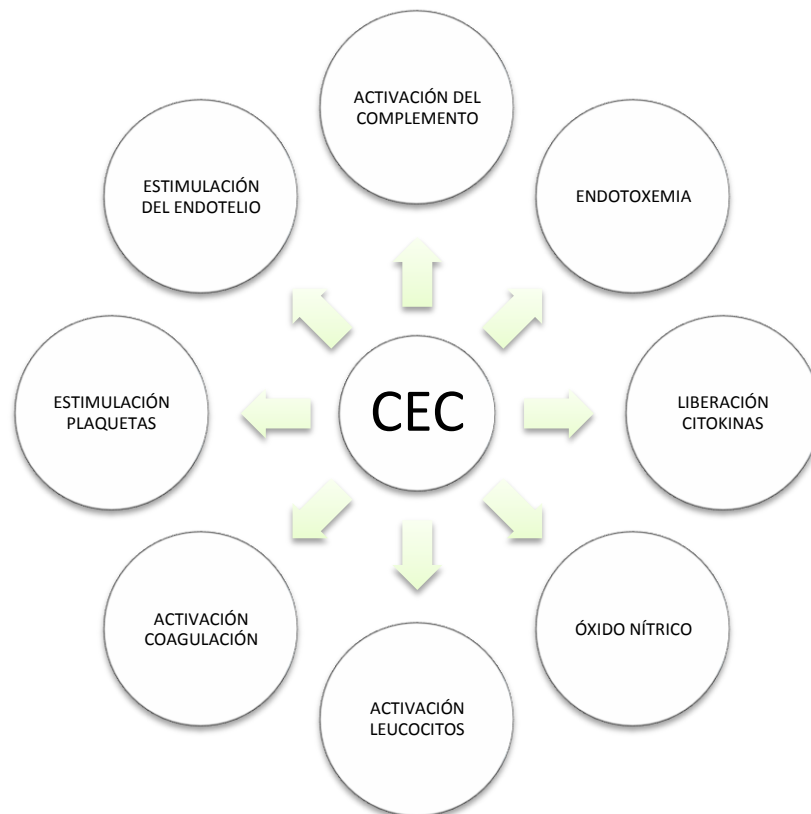 ACTIVACIÓN DEL
COMPLEMENTO
ESTIMULACIÓN
DEL ENDOTELIO
ENDOTOXEMIA
ESTIMULACIÓN
PLAQUETAS
CEC
LIBERACIÓN
CITOKINAS
ACTIVACIÓN
COAGULACIÓN
ÓXIDO NÍTRICO
ACTIVACIÓN
LEUCOCITOS